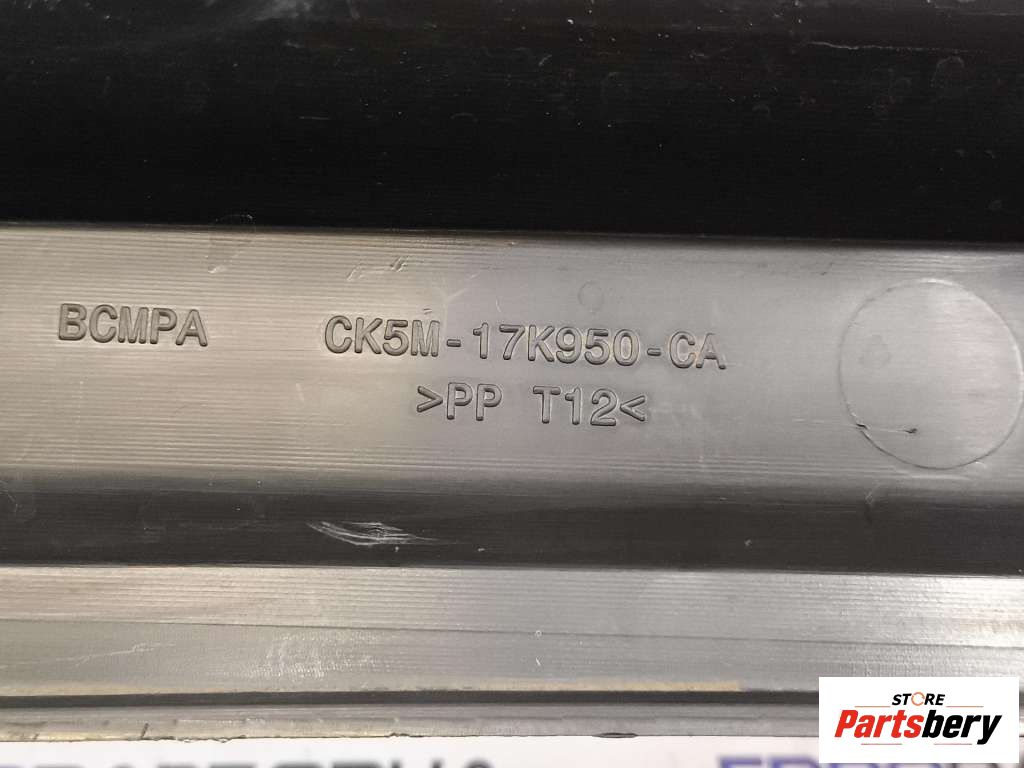 BCMPA CK5M-17K950-CA
>PP T12<
STORE
Partsbery